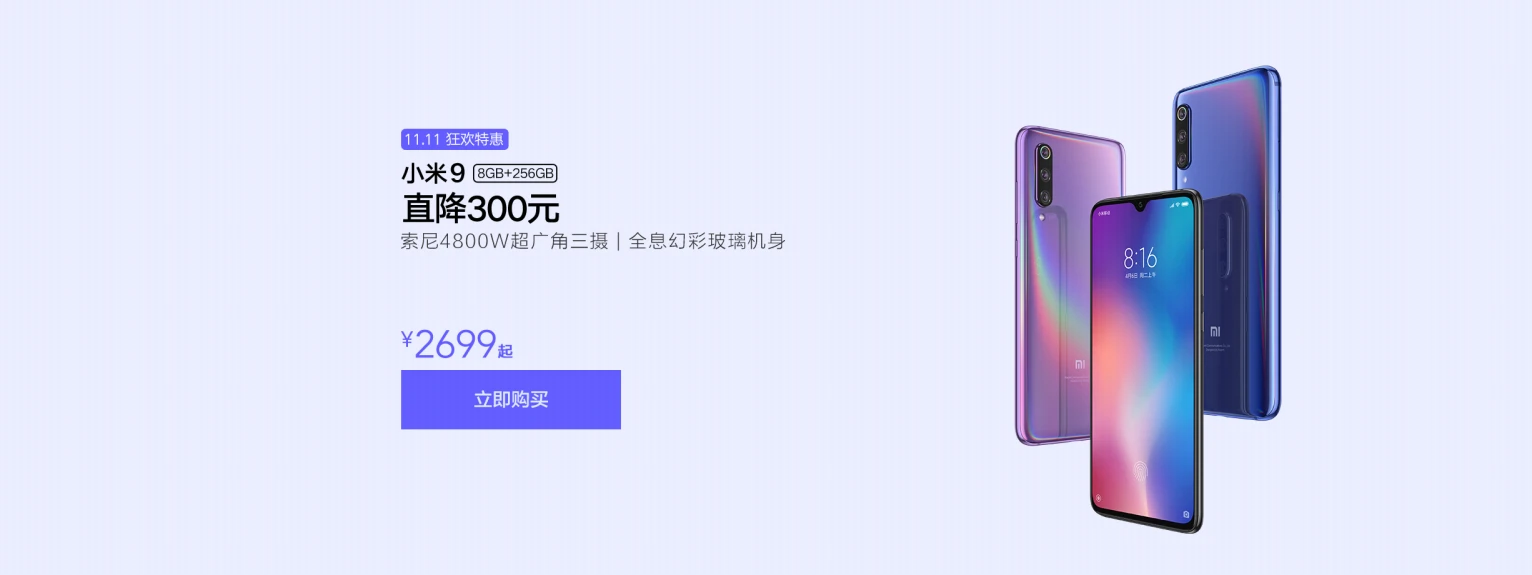 11.11 狂欢特惠
小米9 8GB+256GB
直降300元
索尼4800W超广角三摄 | 全息幻彩玻璃机身
¥2699起
立即购买
8:16
MI
MI